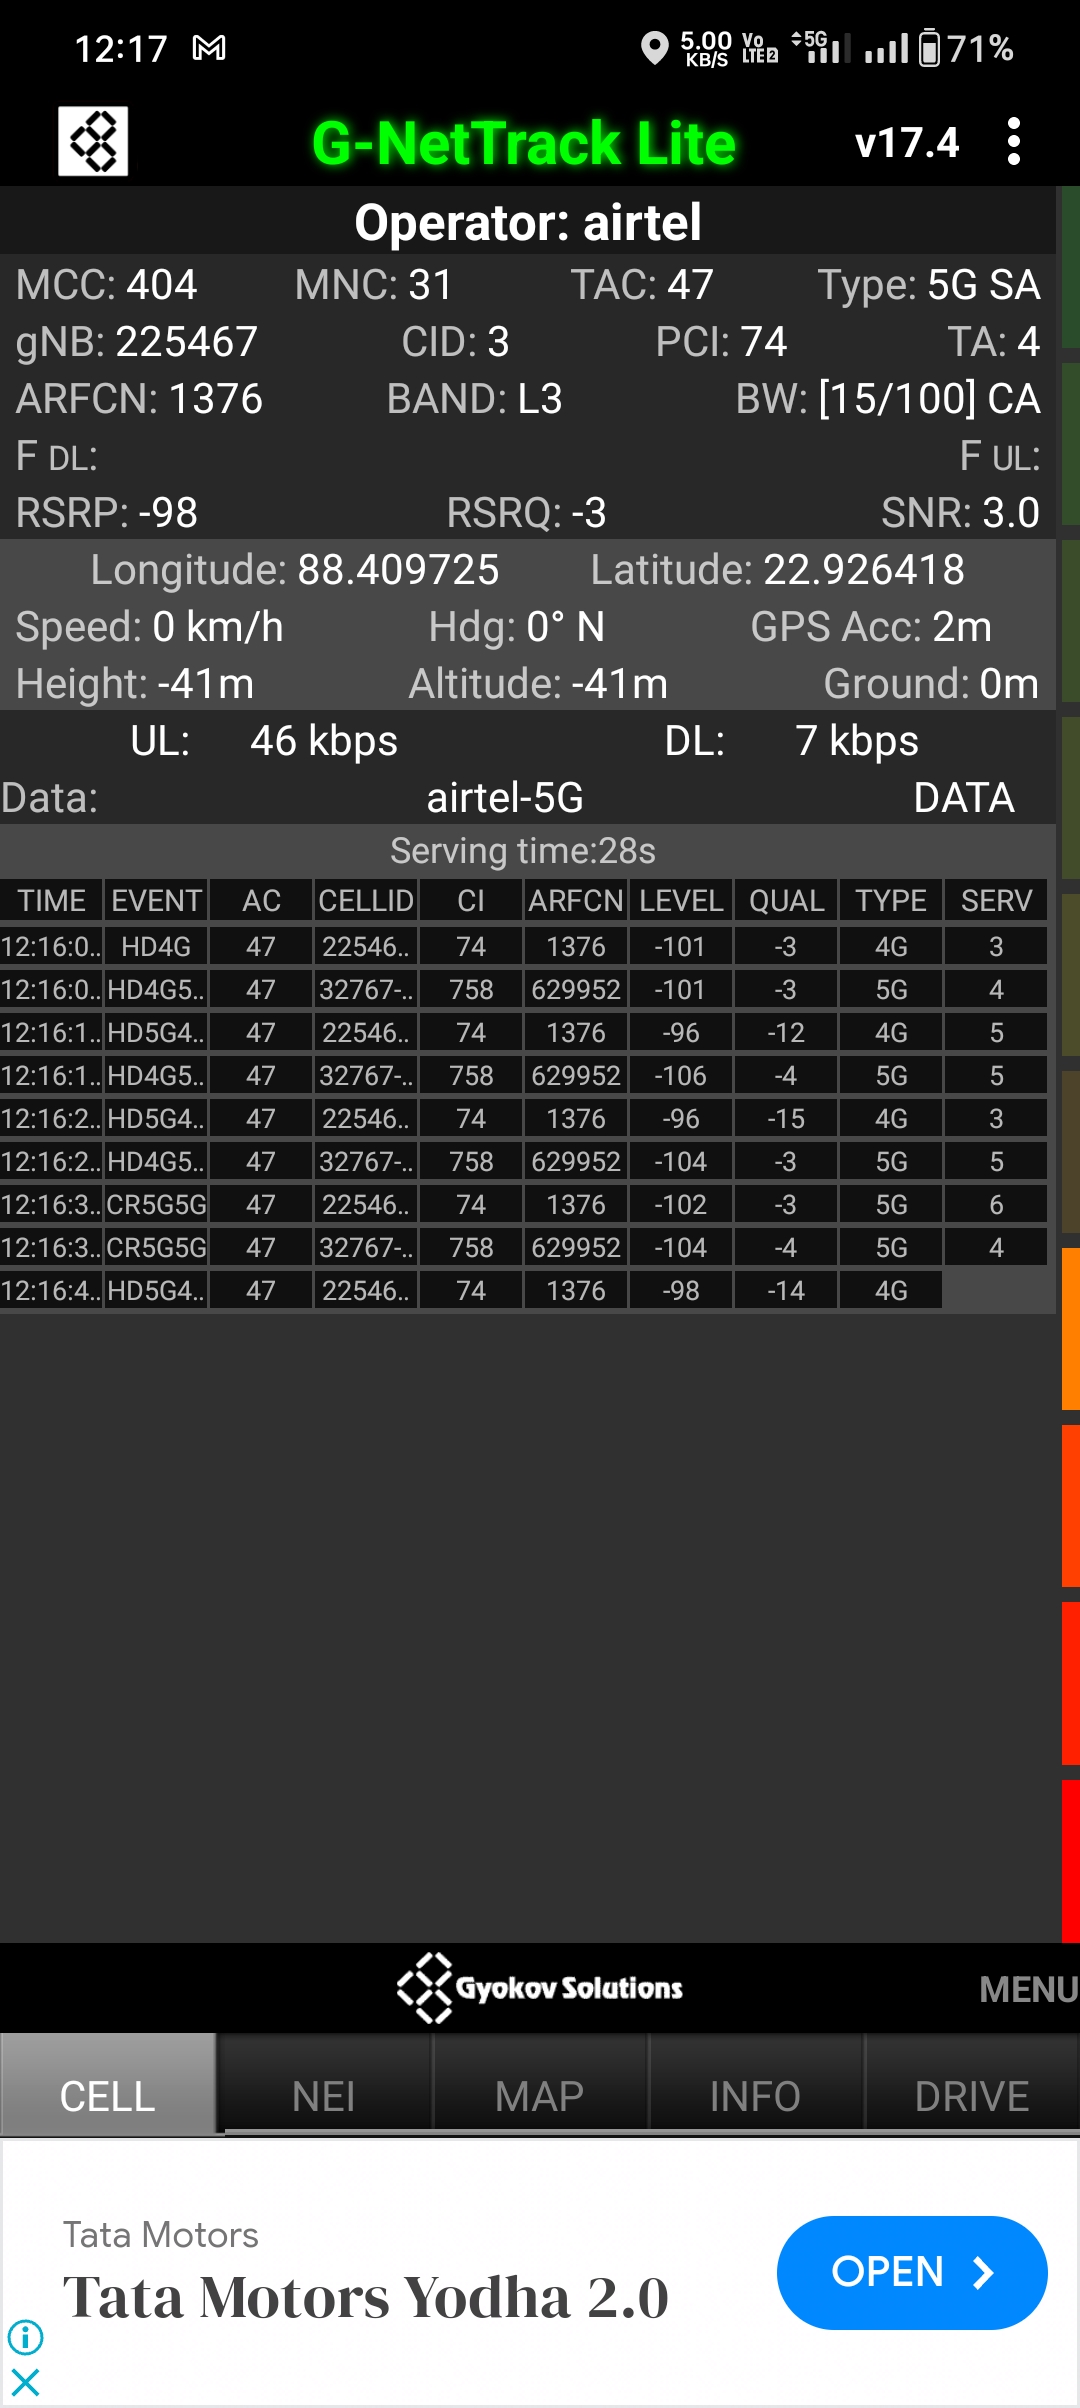 12:17 5.00 KB/S Vo LTE2 5G 71%
G-NetTrack Lite v17.4
Operator: airtel
MCC: 404 MNC: 31 TAC: 47 Type: 5G SA
gNB: 225467 CID: 3 PCI: 74 TA: 4
ARFCN: 1376 BAND: L3 BW: [15/100] CA
F DL: F UL:
RSRP: -98 RSRQ: -3 SNR: 3.0
Longitude: 88.409725 Latitude: 22.926418
Speed: 0 km/h Hdg: 0° N GPS Acc: 2m
Height: -41m Altitude: -41m Ground: 0m
UL: 46 kbps DL: 7 kbps
Data: airtel-5G DATA
Serving time:28s
TIME EVENT AC CELLID CI ARFCN LEVEL QUAL TYPE SERV
12:16:0.. HD4G 47 22546.. 74 1376 -101 -3 4G 3
12:16:0.. HD4G5.. 47 32767-.. 758 629952 -101 -3 5G 4
12:16:1.. HD5G4.. 47 22546.. 74 1376 -96 -12 4G 5
12:16:1.. HD4G5.. 47 32767-.. 758 629952 -106 -4 5G 5
12:16:2.. HD5G4.. 47 22546.. 74 1376 -96 -15 4G 3
12:16:2.. HD4G5.. 47 32767-.. 758 629952 -104 -3 5G 5
12:16:3.. CR5G5G 47 22546.. 74 1376 -102 -3 5G 6
12:16:3.. CR5G5G 47 32767-.. 758 629952 -104 -4 5G 4
12:16:4.. HD5G4.. 47 22546.. 74 1376 -98 -14 4G
Gyokov Solutions MENU
CELL NEI MAP INFO DRIVE
Tata Motors
Tata Motors Yodha 2.0
OPEN